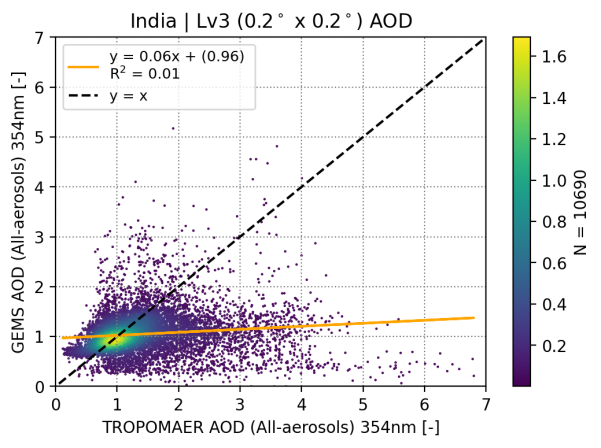 India | Lv3 (0.2° x 0.2°) AOD
y = 0.06x + (0.96)
R² = 0.01
y = x
7
6
5
4
3
2
1
0
GEMS AOD (All-aerosols) 354nm [-]
0 1 2 3 4 5 6 7
TROPOMAER AOD (All-aerosols) 354nm [-]
1.6
1.4
1.2
1.0
0.8
0.6
0.4
0.2
N = 10690